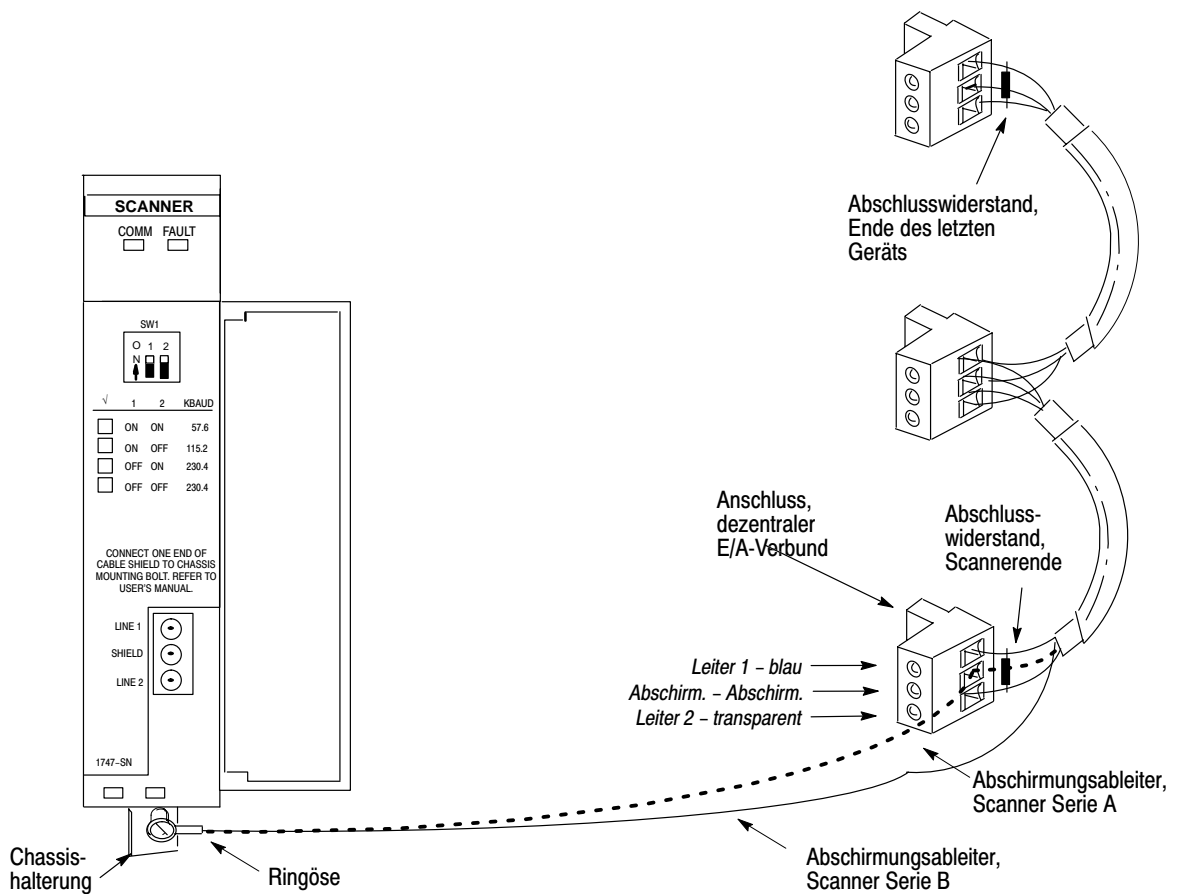 SCANNER
COMM FAULT
SW1
O 1 2
N
√ 1 2 KBAUD
ON ON 57.6
ON OFF 115.2
OFF ON 230.4
OFF OFF 230.4
CONNECT ONE END OF
CABLE SHIELD TO CHASSIS
MOUNTING BOLT. REFER TO
USER'S MANUAL.
LINE 1
SHIELD
LINE 2
1747–SN
Chassis-
halterung
Ringöse
Abschlusswiderstand,
Ende des letzten
Geräts
Anschluss,
dezentraler
E/A-Verbund
Abschluss-
widerstand,
Scannerende
Leiter 1 – blau
Abschirm. – Abschirm.
Leiter 2 – transparent
Abschirmungsableiter,
Scanner Serie A
Abschirmungsableiter,
Scanner Serie B